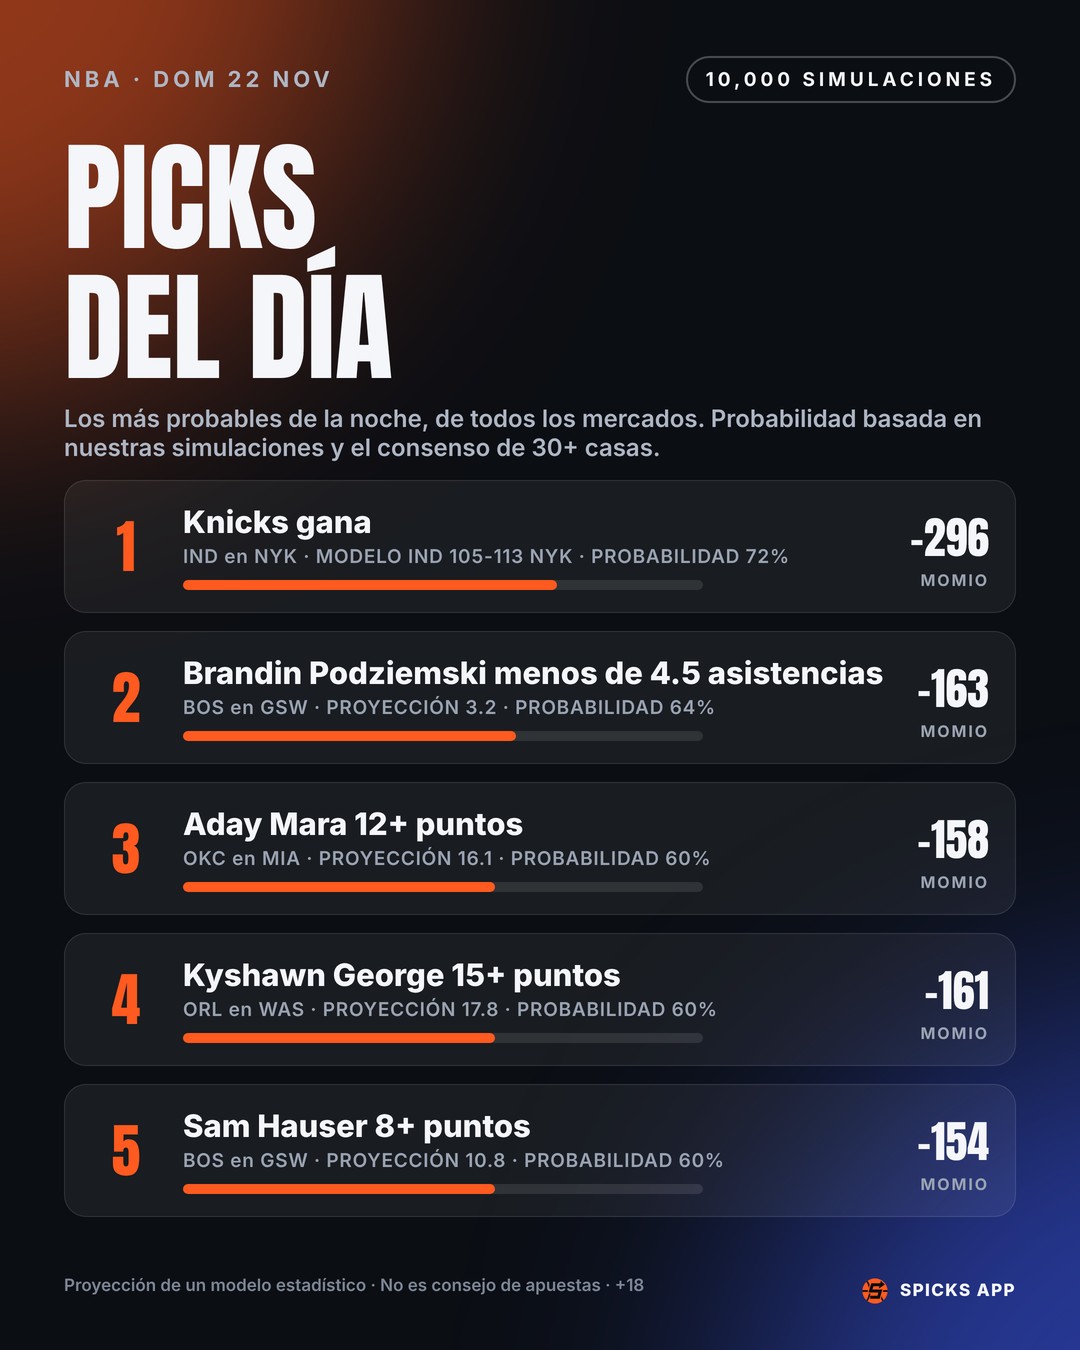 NBA · DOM 22 NOV
10,000 SIMULACIONES
PICKS
DEL DÍA
Los más probables de la noche, de todos los mercados. Probabilidad basada en
nuestras simulaciones y el consenso de 30+ casas.
1
Knicks gana
IND en NYK · MODELO IND 105-113 NYK · PROBABILIDAD 72%
-296
MOMIO
2
Brandin Podziemski menos de 4.5 asistencias
BOS en GSW · PROYECCIÓN 3.2 · PROBABILIDAD 64%
-163
MOMIO
3
Aday Mara 12+ puntos
OKC en MIA · PROYECCIÓN 16.1 · PROBABILIDAD 60%
-158
MOMIO
4
Kyshawn George 15+ puntos
ORL en WAS · PROYECCIÓN 17.8 · PROBABILIDAD 60%
-161
MOMIO
5
Sam Hauser 8+ puntos
BOS en GSW · PROYECCIÓN 10.8 · PROBABILIDAD 60%
-154
MOMIO
Proyección de un modelo estadístico · No es consejo de apuestas · +18
SPICKS APP